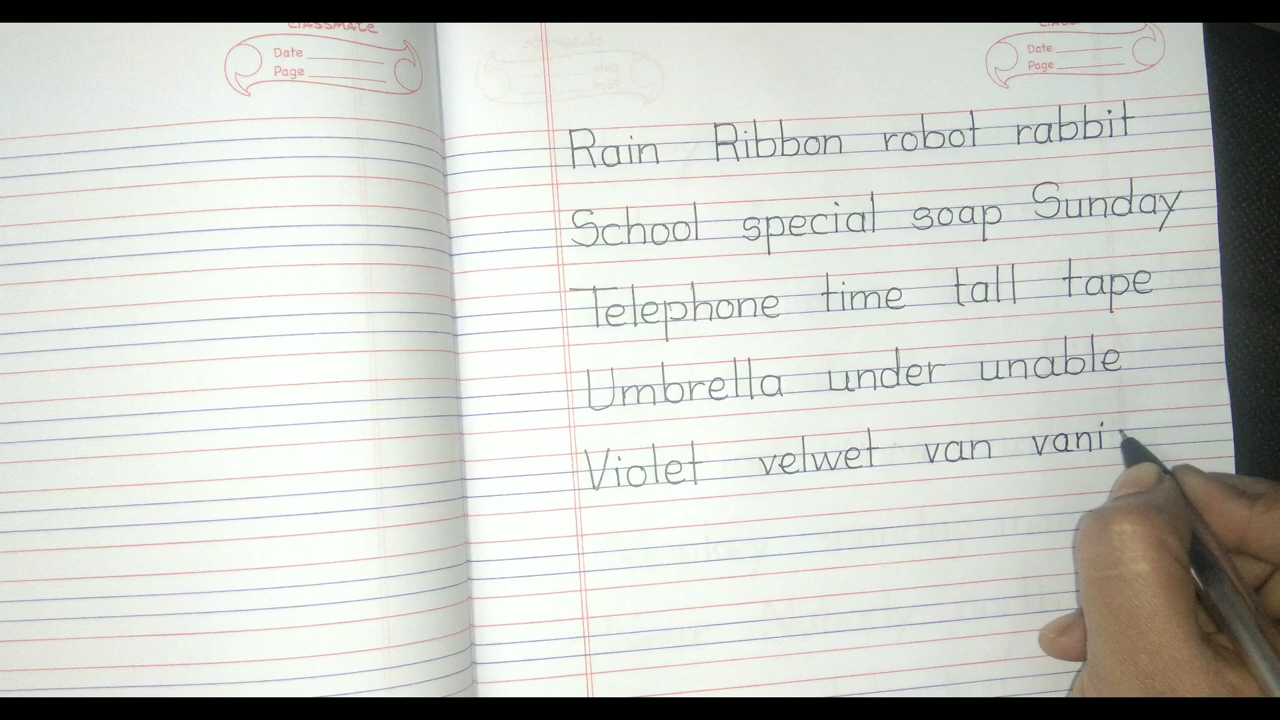 CLASSMATE
Date
Page
Date
Page
Rain Ribbon robot rabbit
School special soap Sunday
Telephone time tall tape
Umbrella under unable
Violet velwet van vani